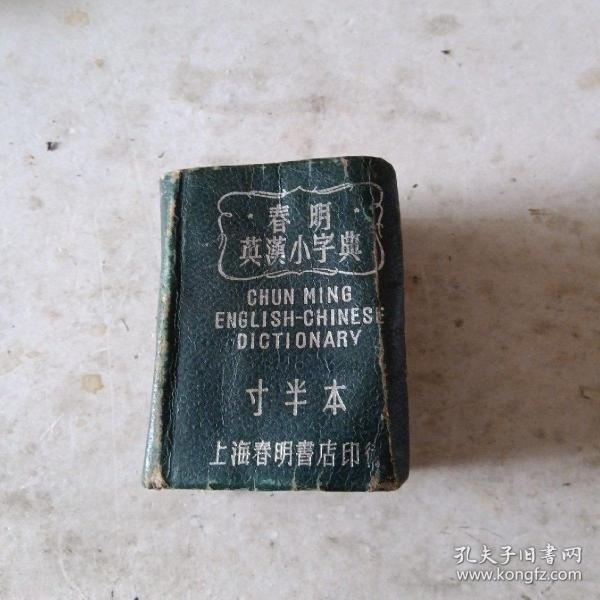 ·春明·
英漢小字典
CHUN MING
ENGLISH-CHINESE
DICTIONARY
寸半本
上海春明書店印行
孔夫子旧書网
www.kongfz.com